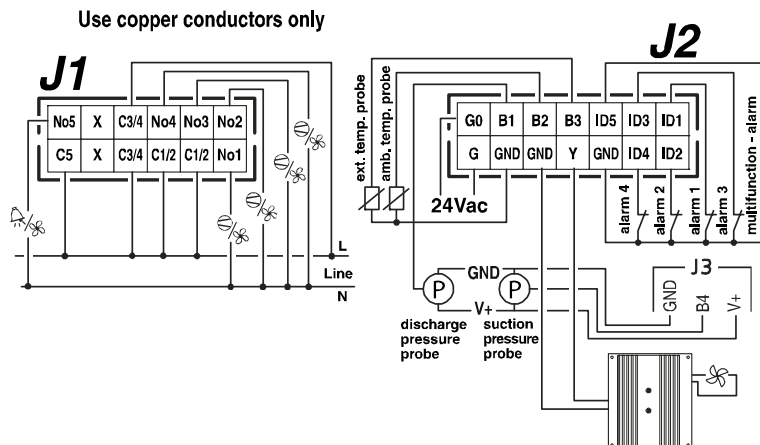 Use copper conductors only
J1
No5 X C3/4 No4 No3 No2
C5 X C3/4 C1/2 C1/2 No1
L
Line
N
J2
ext. temp. probe
amb. temp. probe
G0 B1 B2 B3 ID5 ID3 ID1
G GND GND Y GND ID4 ID2
24Vac
alarm 4
alarm 2
alarm 1
alarm 3
multifunction - alarm
GND
P P
V+
discharge pressure probe
suction pressure probe
J3
GND
B4
V+